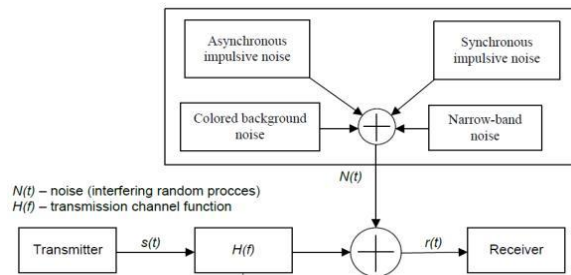 Asynchronous
impulsive noise
Synchronous
impulsive noise
Colored background
noise
Narrow-band
noise
N(t)
N(t) – noise (interfering random procces)
H(f) – transmission channel function
Transmitter
s(t)
H(f)
r(t)
Receiver